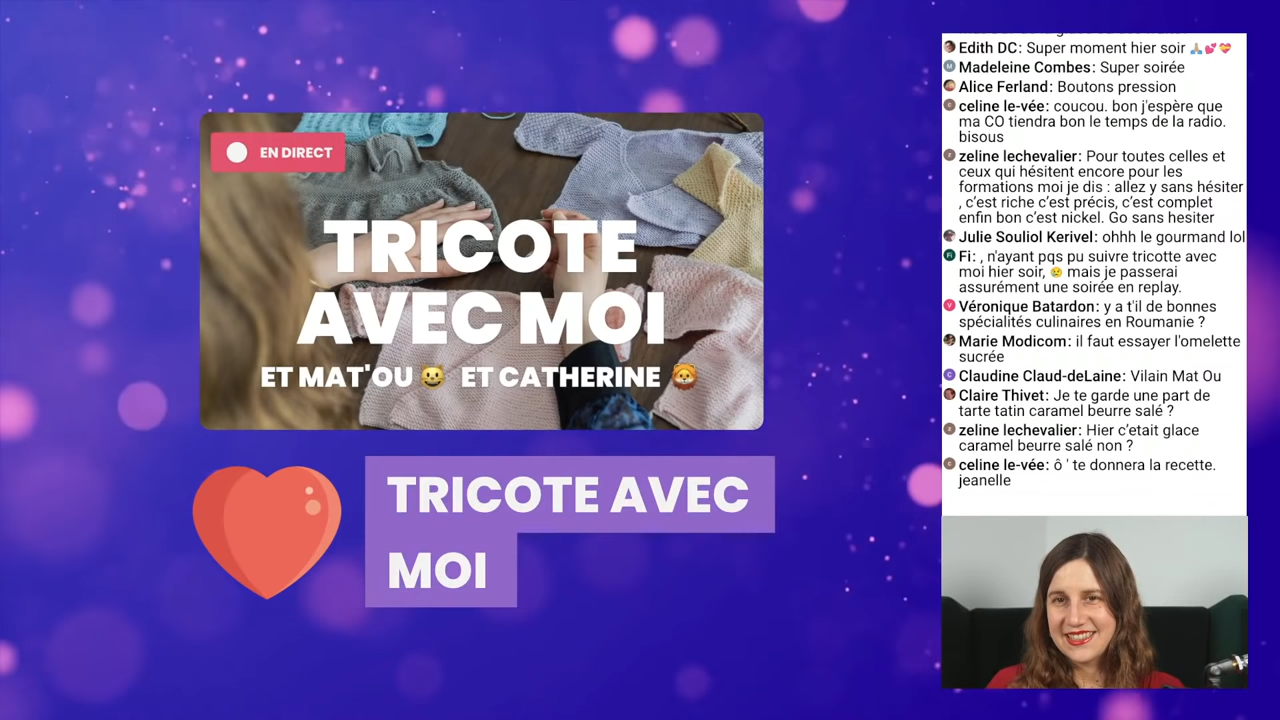 EN DIRECT
TRICOTE
AVEC MOI
ET MAT'OU 😺 ET CATHERINE 🦁
TRICOTE AVEC
MOI
Edith DC: Super moment hier soir 🙏💕💝
M Madeleine Combes: Super soirée
Alice Ferland: Boutons pression
c celine le-vée: coucou. bon j'espère que
ma CO tiendra bon le temps de la radio.
bisous
z zeline lechevalier: Pour toutes celles et
ceux qui hésitent encore pour les
formations moi je dis : allez y sans hésiter
, c'est riche c'est précis, c'est complet
enfin bon c'est nickel. Go sans hesiter
Julie Souliol Kerivel: ohhh le gourmand lol
Fi Fi: , n'ayant pqs pu suivre tricotte avec
moi hier soir, 😢 mais je passerai
assurément une soirée en replay.
V Véronique Batardon: y a t'il de bonnes
spécialités culinaires en Roumanie ?
Marie Modicom: il faut essayer l'omelette
sucrée
C Claudine Claud-deLaine: Vilain Mat Ou
Claire Thivet: Je te garde une part de
tarte tatin caramel beurre salé ?
z zeline lechevalier: Hier c'etait glace
caramel beurre salé non ?
c celine le-vée: ô ' te donnera la recette.
jeanelle